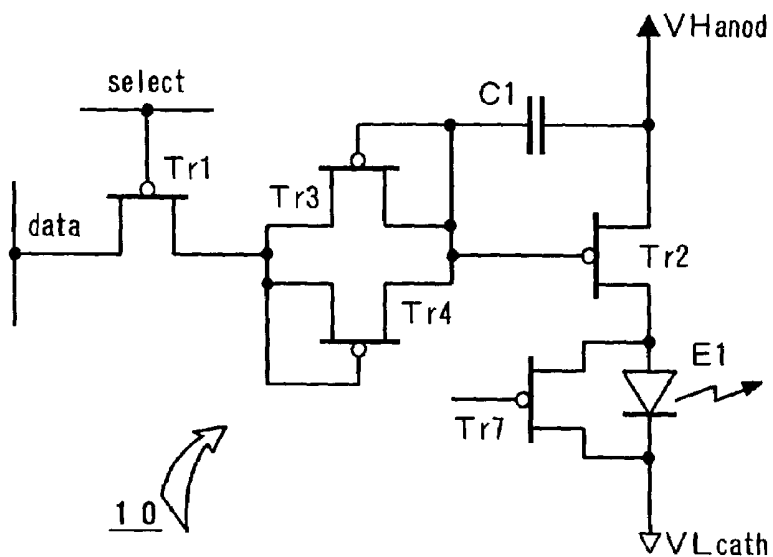 VHanod
select
C1
Tr1
Tr3
data
Tr2
Tr4
E1
Tr7
10
VLcath